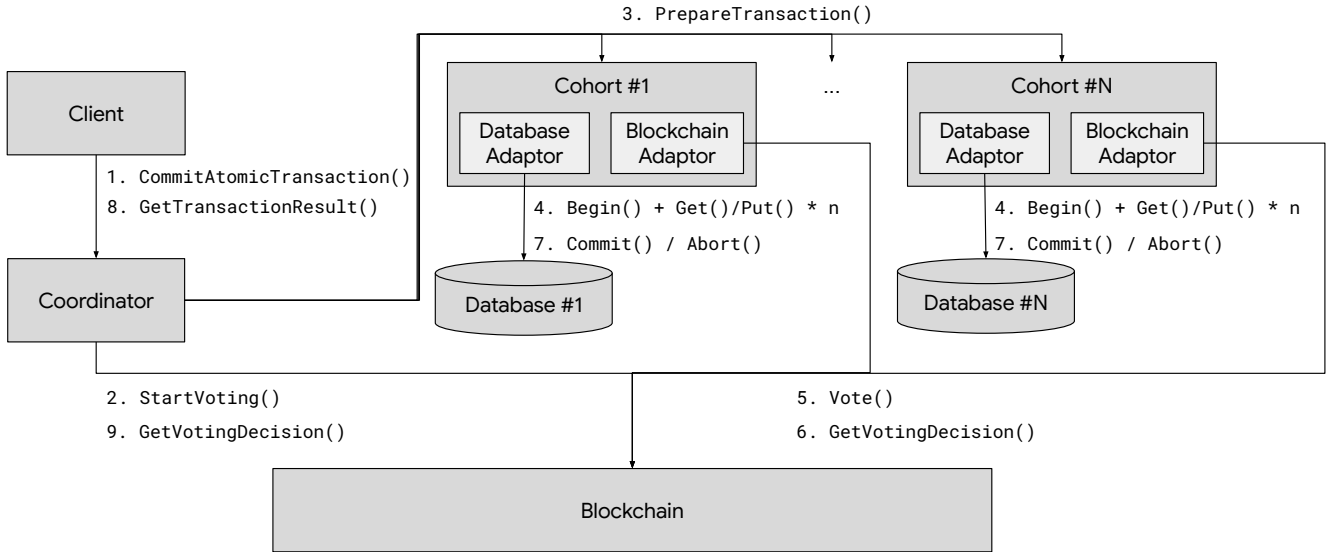 3. PrepareTransaction()
Client
Cohort #1
...
Cohort #N
Database
Adaptor
Blockchain
Adaptor
Database
Adaptor
Blockchain
Adaptor
1. CommitAtomicTransaction()
8. GetTransactionResult()
4. Begin() + Get()/Put() * n
7. Commit() / Abort()
4. Begin() + Get()/Put() * n
7. Commit() / Abort()
Coordinator
Database #1
Database #N
2. StartVoting()
9. GetVotingDecision()
5. Vote()
6. GetVotingDecision()
Blockchain